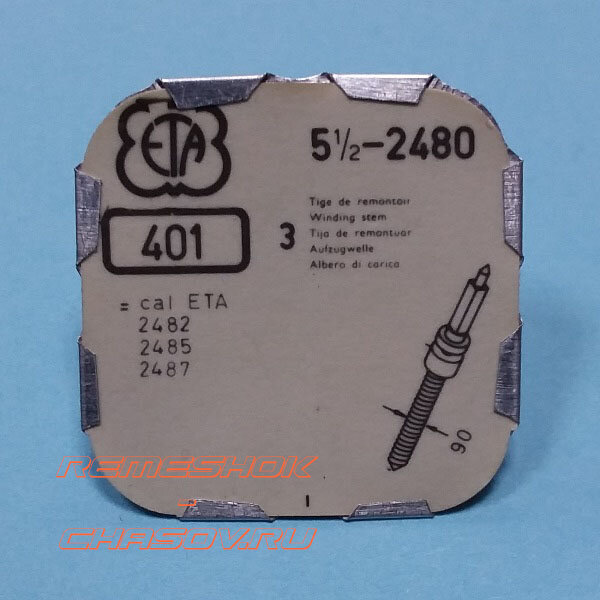 ETA
5½-2480
401
3
Tige de remontoir
Winding stem
Tija de remontuar
Aufzugwelle
Albero di carica
= cal ETA
2482
2485
2487
90
REMESHOK
-
CHASOV.RU